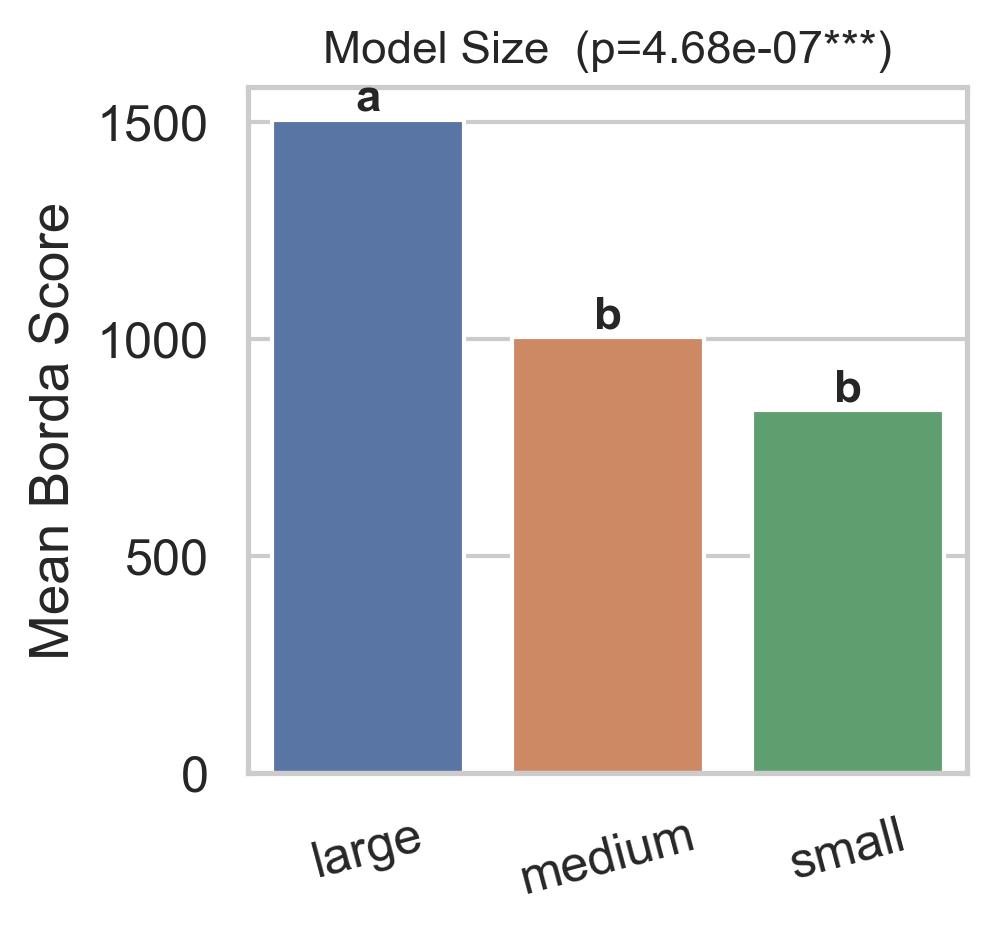 Model Size (p=4.68e-07***)
a
1500
b
1000
b
500
0
Mean Borda Score
large
medium
small